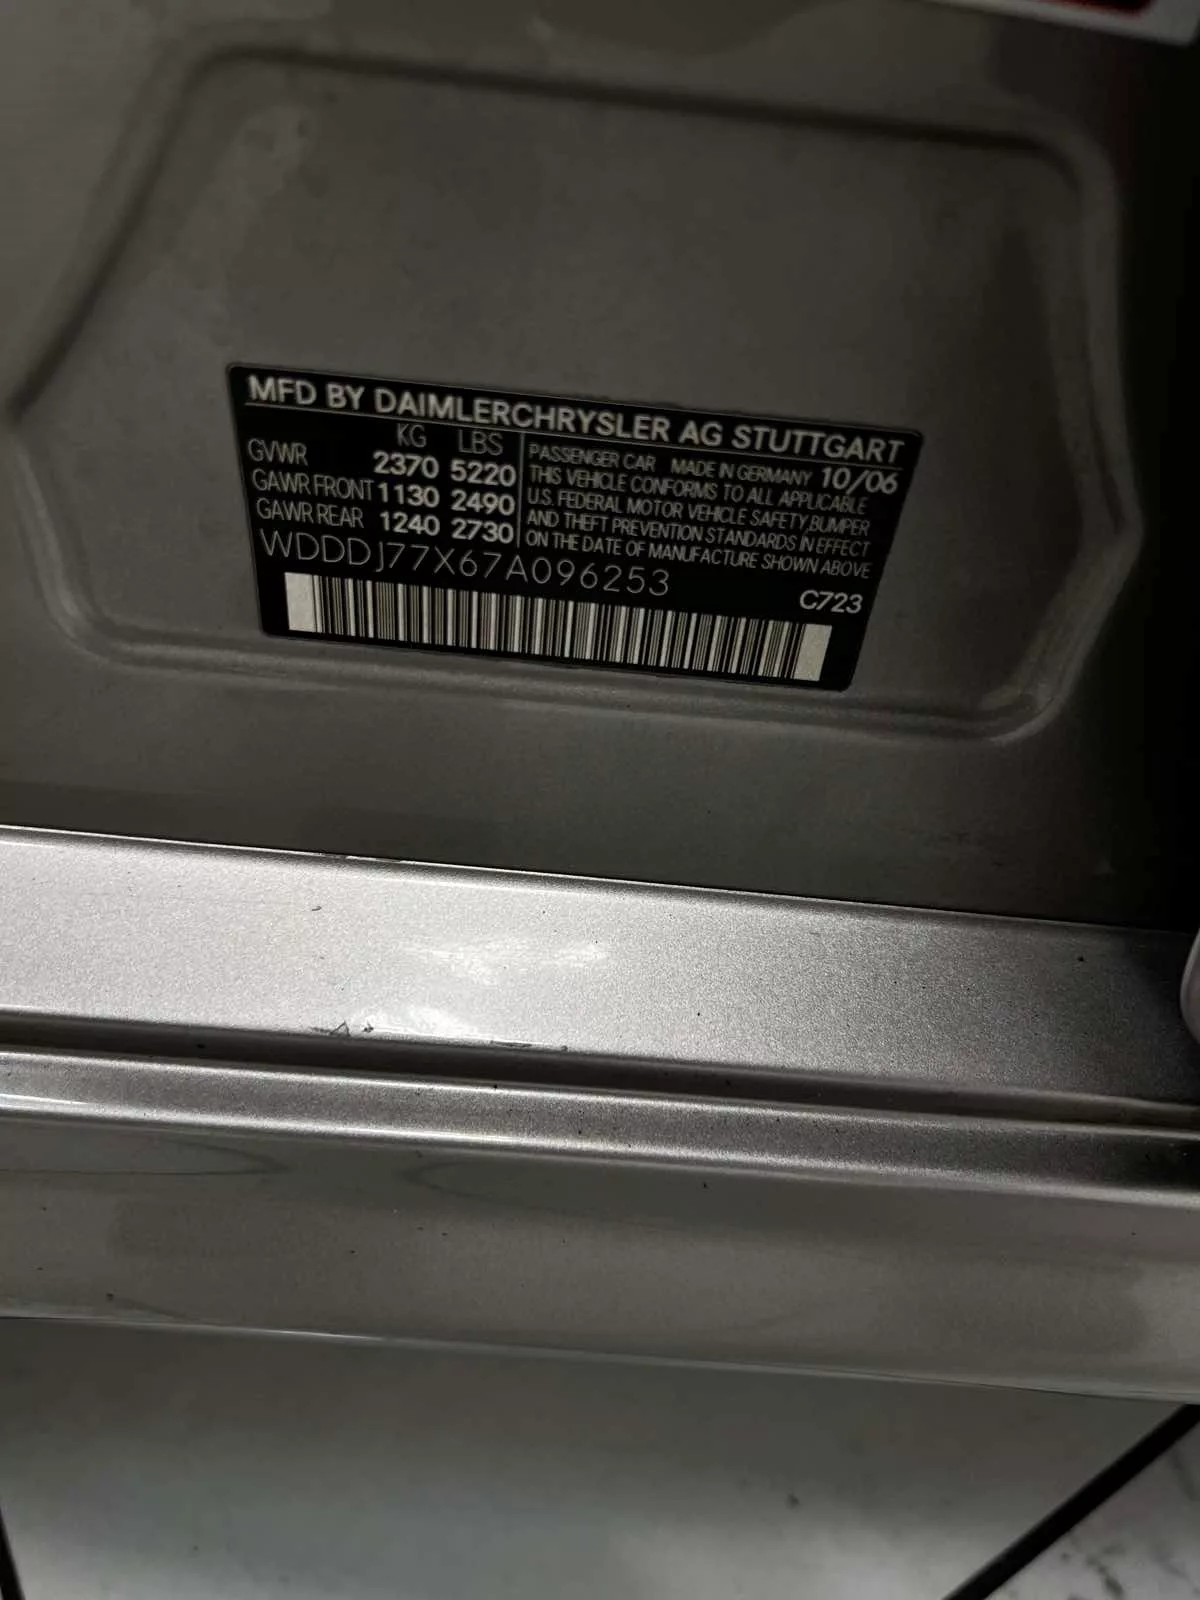 MFD BY DAIMLERCHRYSLER AG STUTTGART
KG LBS
GVWR 2370 5220
GAWR FRONT 1130 2490
GAWR REAR 1240 2730
PASSENGER CAR MADE IN GERMANY 10/06
THIS VEHICLE CONFORMS TO ALL APPLICABLE
U.S. FEDERAL MOTOR VEHICLE SAFETY,BUMPER
AND THEFT PREVENTION STANDARDS IN EFFECT
ON THE DATE OF MANUFACTURE SHOWN ABOVE
WDDDJ77X67A096253
C723